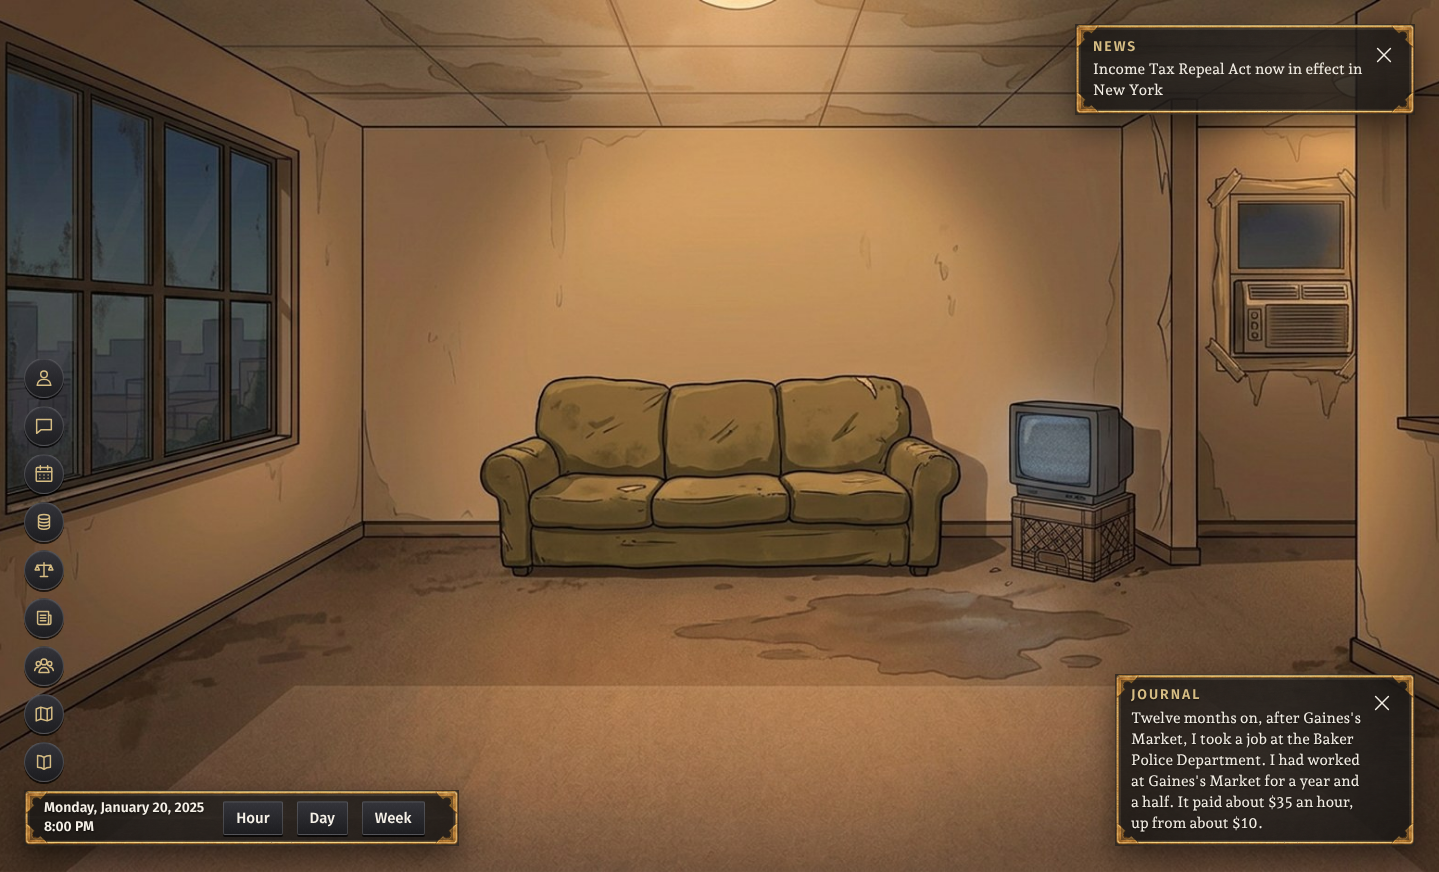 NEWS
Income Tax Repeal Act now in effect in
New York
JOURNAL
Twelve months on, after Gaines's
Market, I took a job at the Baker
Police Department. I had worked
at Gaines's Market for a year and
a half. It paid about $35 an hour,
up from about $10.
Monday, January 20, 2025
8:00 PM
Hour
Day
Week